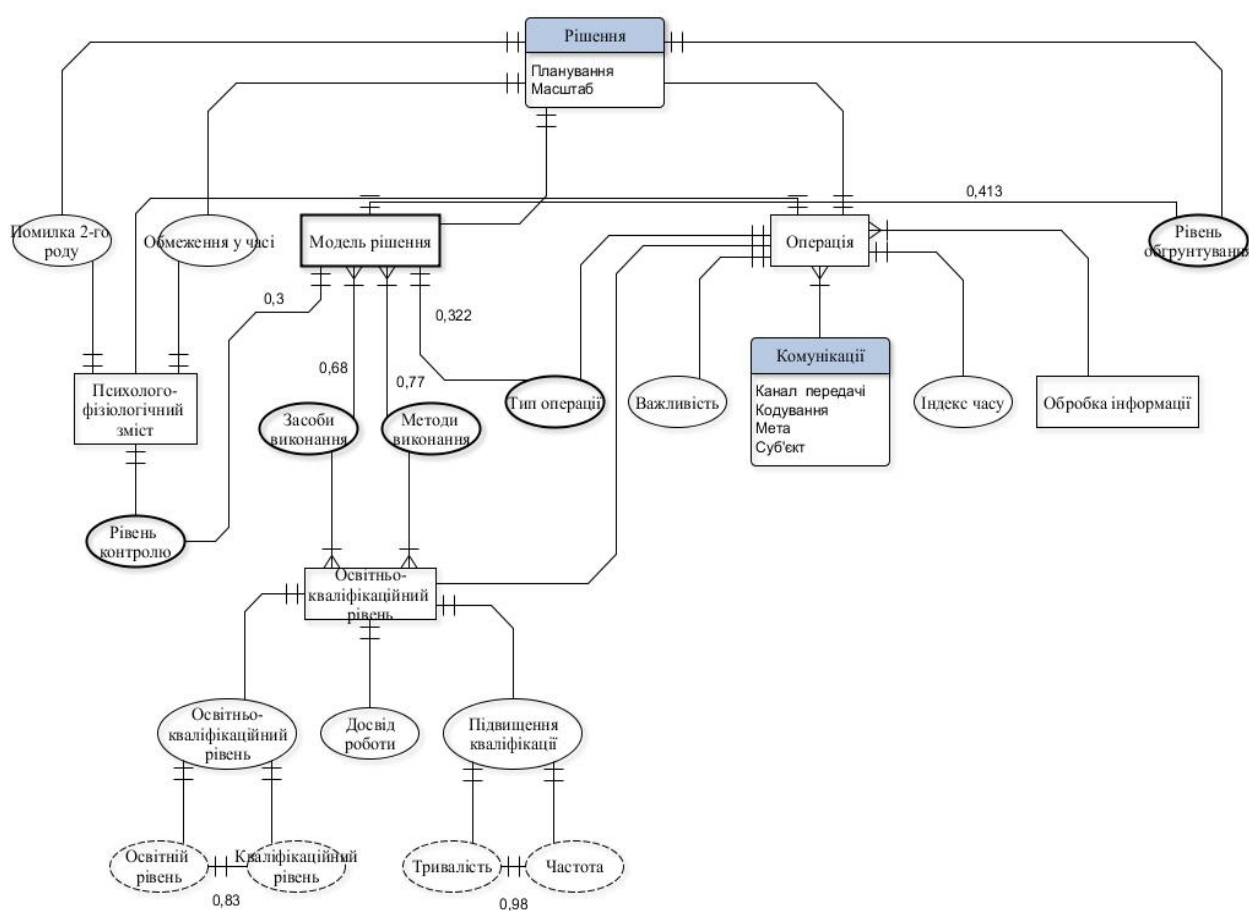 Рішення
Планування
Масштаб
0,413
Помилка 2-го
роду
Обмеження у часі
Модель рішення
Операція
Рівень
обгрунтування
0,3
0,322
0,68
0,77
Комунікації
Канал передачі
Кодування
Мета
Суб'єкт
Психолого-
фізіологічний
зміст
Засоби
виконання
Методи
виконання
Тип операції
Важливість
Індекс часу
Обробка інформації
Рівень
контролю
Освітньо-
кваліфікаційний
рівень
Освітньо-
кваліфікаційний
рівень
Досвід
роботи
Підвищення
кваліфікації
Освітній
рівень
Кваліфікаційний
рівень
Тривалість
Частота
0,83
0,98